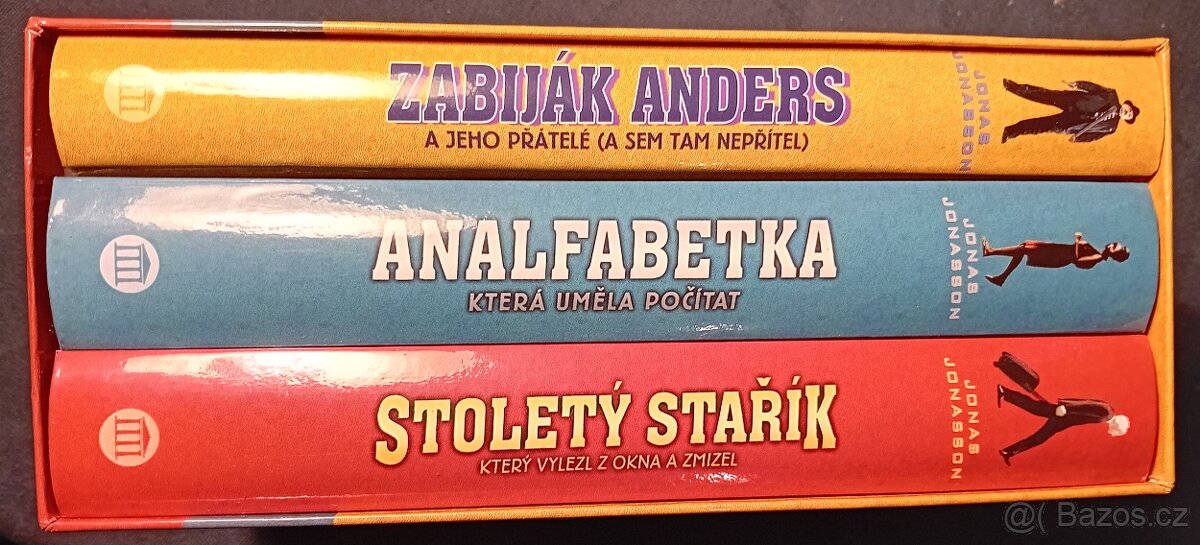 ZABIJÁK ANDERS
A JEHO PŘÁTELÉ (A SEM TAM NEPŘÍTEL)
JONAS
JONASSON
ANALFABETKA
KTERÁ UMĚLA POČÍTAT
JONAS
JONASSON
STOLETÝ STAŘÍK
KTERÝ VYLEZL Z OKNA A ZMIZEL
JONAS
JONASSON
@( Bazos.cz